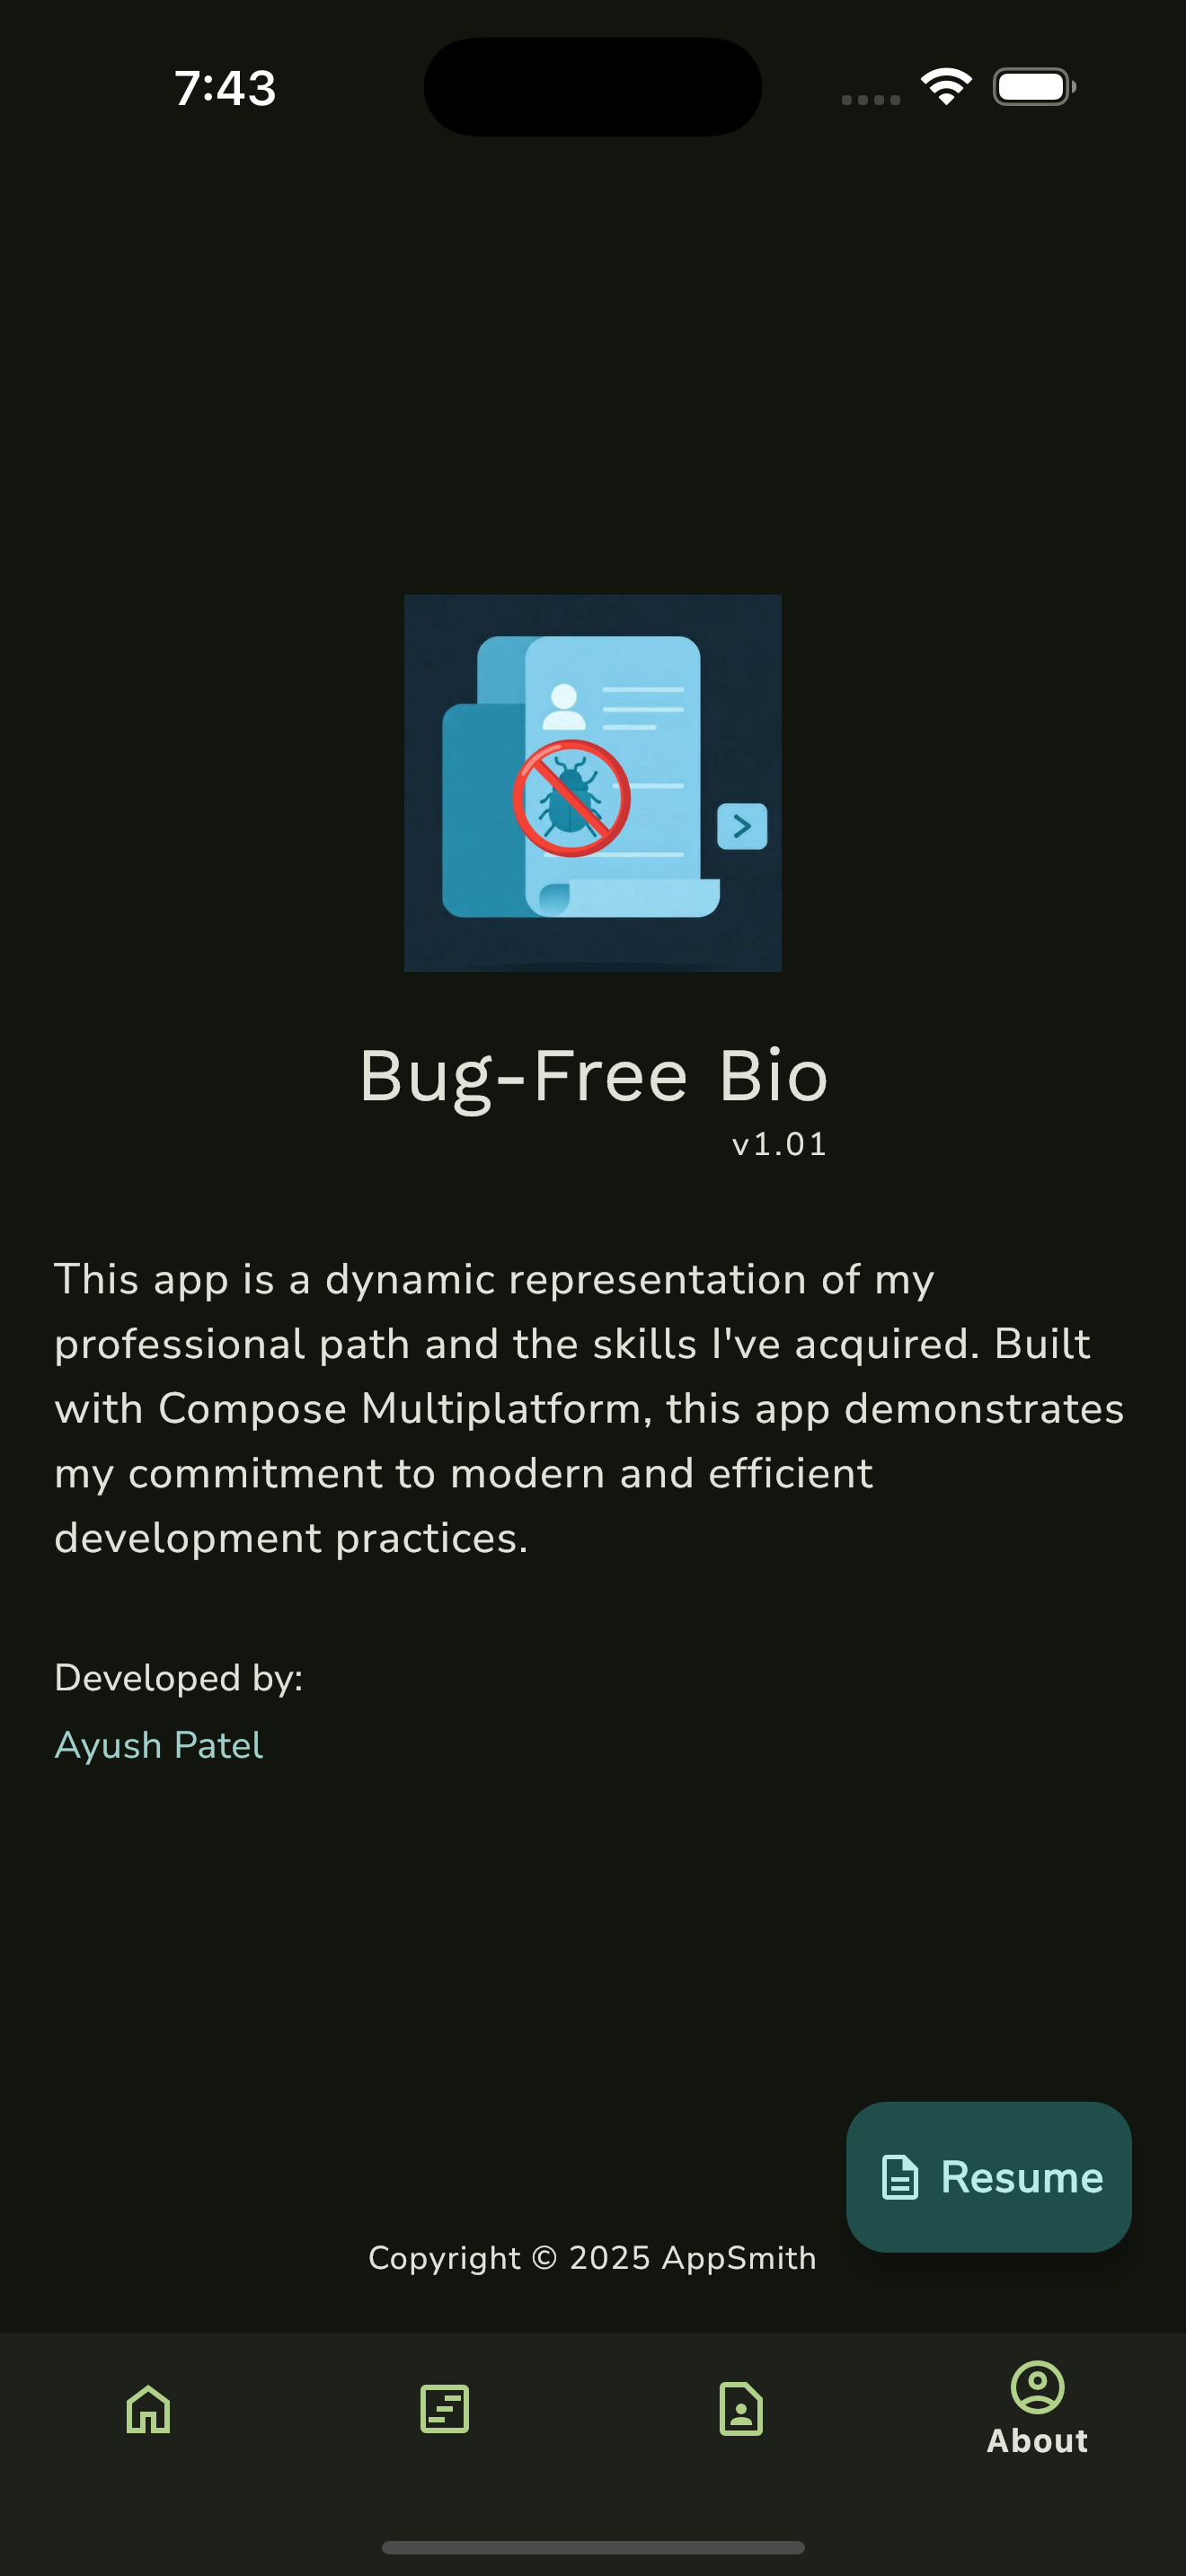 7:43
Bug-Free Bio
v1.01
This app is a dynamic representation of my
professional path and the skills I've acquired. Built
with Compose Multiplatform, this app demonstrates
my commitment to modern and efficient
development practices.
Developed by:
Ayush Patel
Resume
Copyright © 2025 AppSmith
About